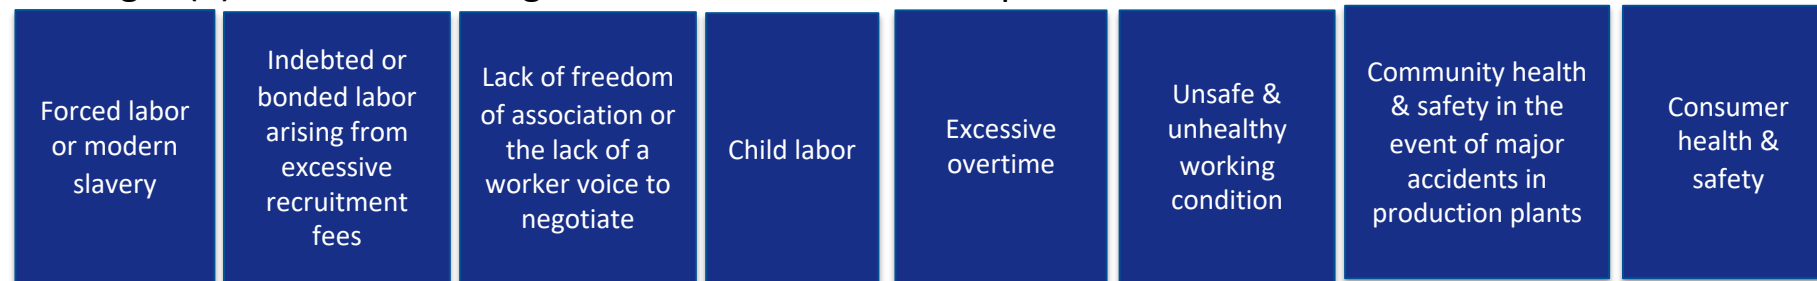 Forced labor
or modern
slavery
Indebted or
bonded labor
arising from
excessive
recruitment
fees
Lack of freedom
of association or
the lack of a
worker voice to
negotiate
Child labor
Excessive
overtime
Unsafe &
unhealthy
working
condition
Community health
& safety in the
event of major
accidents in
production plants
Consumer
health &
safety